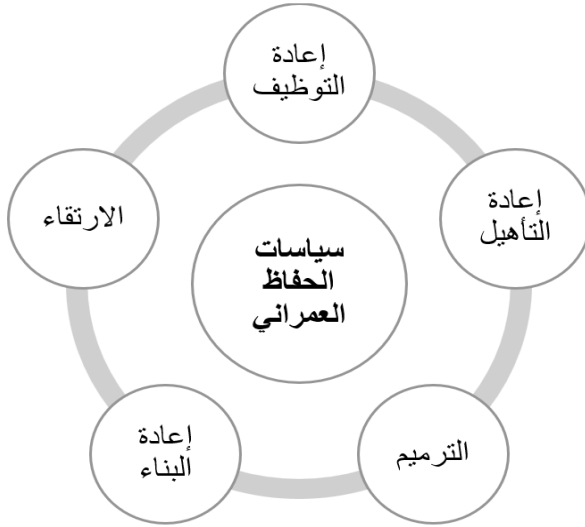 إعادة
التوظيف
إعادة
التأهيل
الترميم
إعادة
البناء
الارتقاء
سياسات
الحفاظ
العمراني